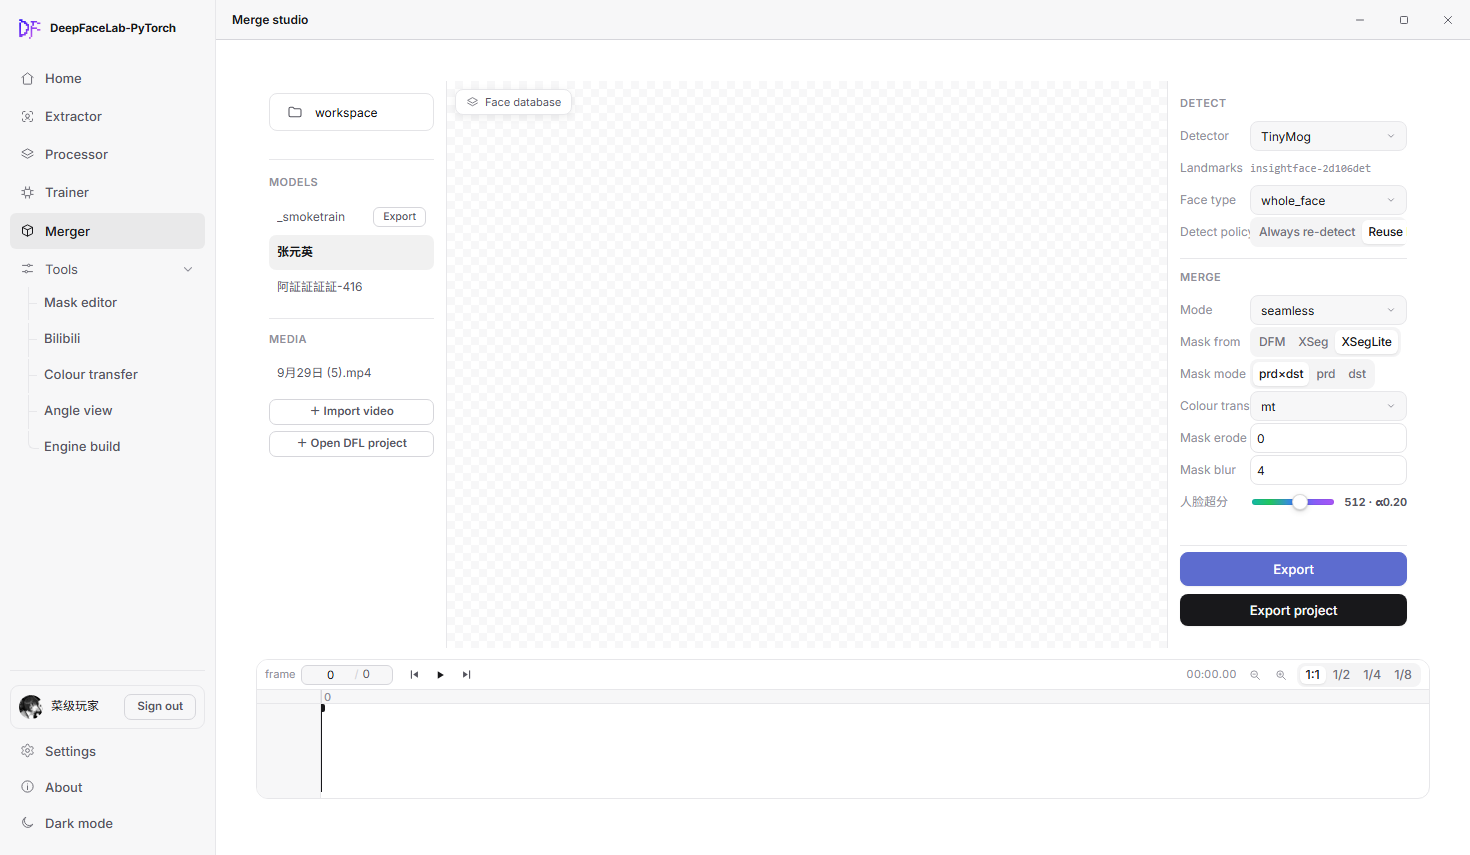 DeepFaceLab-PyTorch
Home
Extractor
Processor
Trainer
Merger
Tools
Mask editor
Bilibili
Colour transfer
Angle view
Engine build
菜级玩家
Sign out
Settings
About
Dark mode
Merge studio
workspace
MODELS
_smoketrain
Export
张元英
阿証証証証-416
MEDIA
9月29日 (5).mp4
+ Import video
+ Open DFL project
Face database
DETECT
Detector TinyMog
Landmarks insightface-2d106det
Face type whole_face
Detect policy Always re-detect Reuse
MERGE
Mode seamless
Mask from DFM XSeg XSegLite
Mask mode prd×dst prd dst
Colour trans mt
Mask erode 0
Mask blur 4
人脸超分 512 · α0.20
Export
Export project
frame 0 / 0
00:00.00 1:1 1/2 1/4 1/8
0